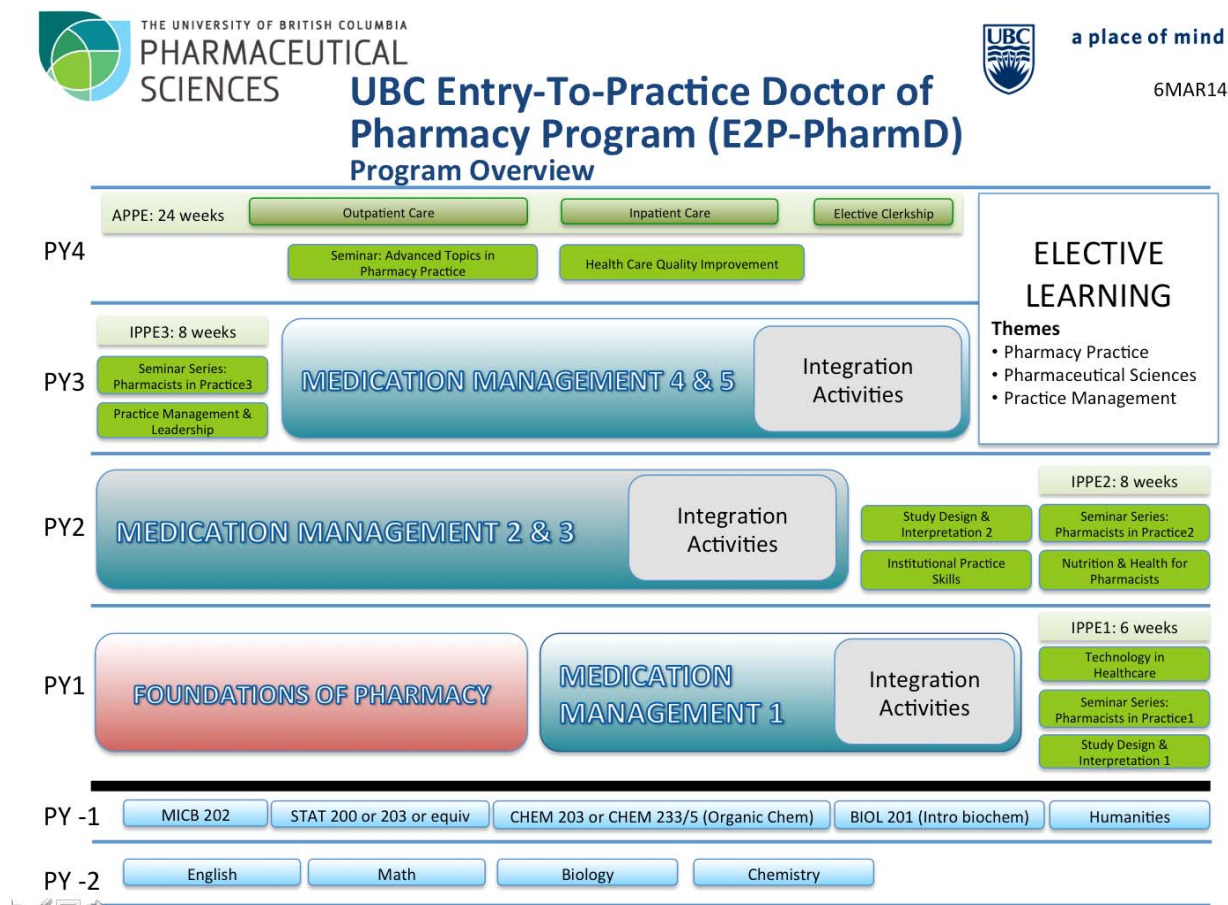 THE UNIVERSITY OF BRITISH COLUMBIA
PHARMACEUTICAL
SCIENCES
UBC
a place of mind
6MAR14
UBC Entry-To-Practice Doctor of
Pharmacy Program (E2P-PharmD)
Program Overview
PY4
APPE: 24 weeks
Outpatient Care
Inpatient Care
Elective Clerkship
Seminar: Advanced Topics in
Pharmacy Practice
Health Care Quality Improvement
ELECTIVE
LEARNING
Themes
• Pharmacy Practice
• Pharmaceutical Sciences
• Practice Management
PY3
IPPE3: 8 weeks
Seminar Series:
Pharmacists in Practice3
Practice Management &
Leadership
MEDICATION MANAGEMENT 4 & 5
Integration
Activities
PY2
MEDICATION MANAGEMENT 2 & 3
Integration
Activities
Study Design &
Interpretation 2
Institutional Practice
Skills
IPPE2: 8 weeks
Seminar Series:
Pharmacists in Practice2
Nutrition & Health for
Pharmacists
PY1
FOUNDATIONS OF PHARMACY
MEDICATION
MANAGEMENT 1
Integration
Activities
IPPE1: 6 weeks
Technology in
Healthcare
Seminar Series:
Pharmacists in Practice1
Study Design &
Interpretation 1
PY -1
MICB 202
STAT 200 or 203 or equiv
CHEM 203 or CHEM 233/5 (Organic Chem)
BIOL 201 (Intro biochem)
Humanities
PY -2
English
Math
Biology
Chemistry